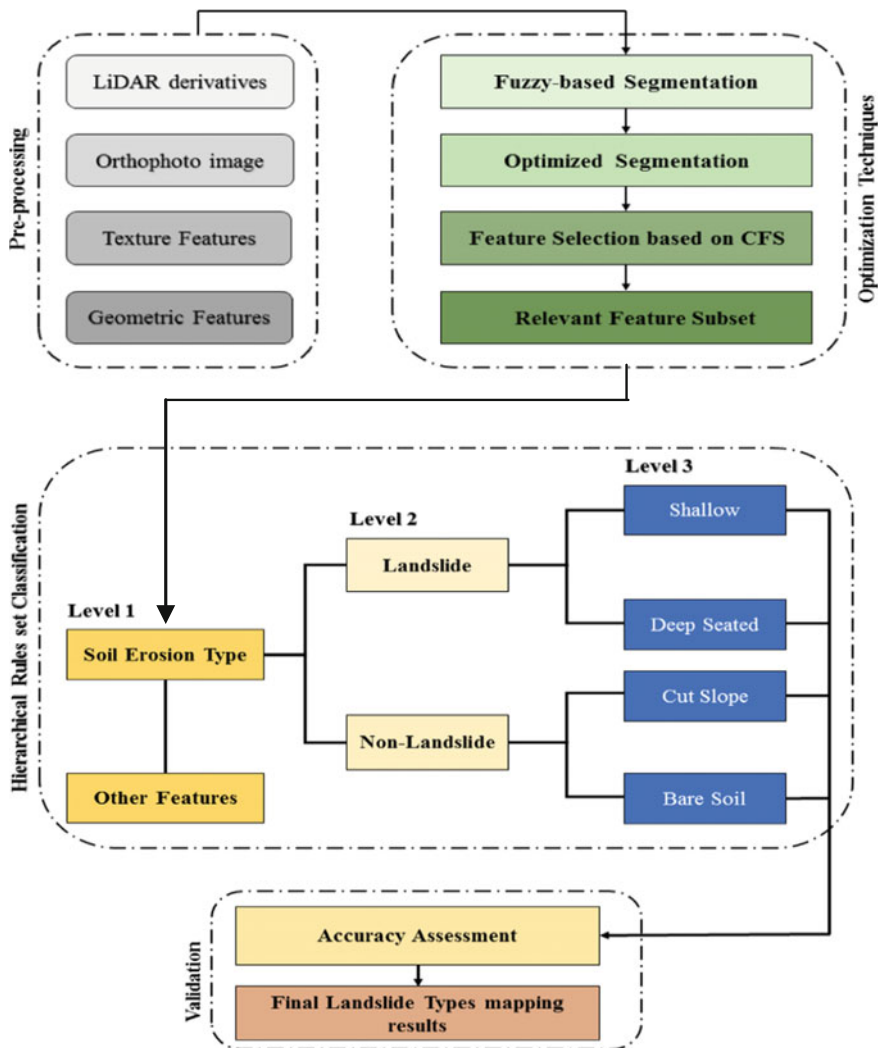 Pre-processing
LiDAR derivatives
Orthophoto image
Texture Features
Geometric Features
Fuzzy-based Segmentation
Optimized Segmentation
Feature Selection based on CFS
Relevant Feature Subset
Optimization Techniques
Hierarchical Rules set Classification
Level 1
Soil Erosion Type
Other Features
Level 2
Landslide
Non-Landslide
Level 3
Shallow
Deep Seated
Cut Slope
Bare Soil
Validation
Accuracy Assessment
Final Landslide Types mapping
results